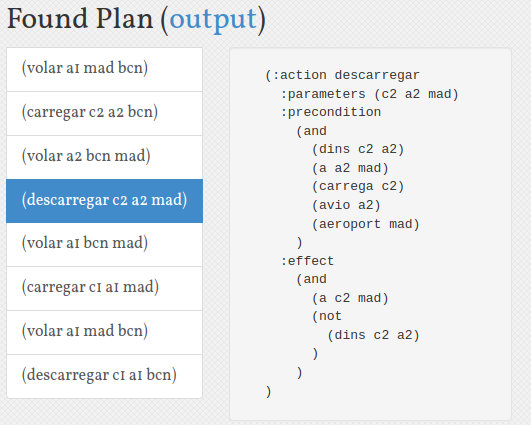 Found Plan (output)
(volar a1 mad bcn)
(carregar c2 a2 bcn)
(volar a2 bcn mad)
(descarregar c2 a2 mad)
(volar a1 bcn mad)
(carregar c1 a1 mad)
(volar a1 mad bcn)
(descarregar c1 a1 bcn)
(:action descarregar
:parameters (c2 a2 mad)
:precondition
(and
(dins c2 a2)
(a a2 mad)
(carrega c2)
(avio a2)
(aeroport mad)
)
:effect
(and
(a c2 mad)
(not
(dins c2 a2)
)
)
)